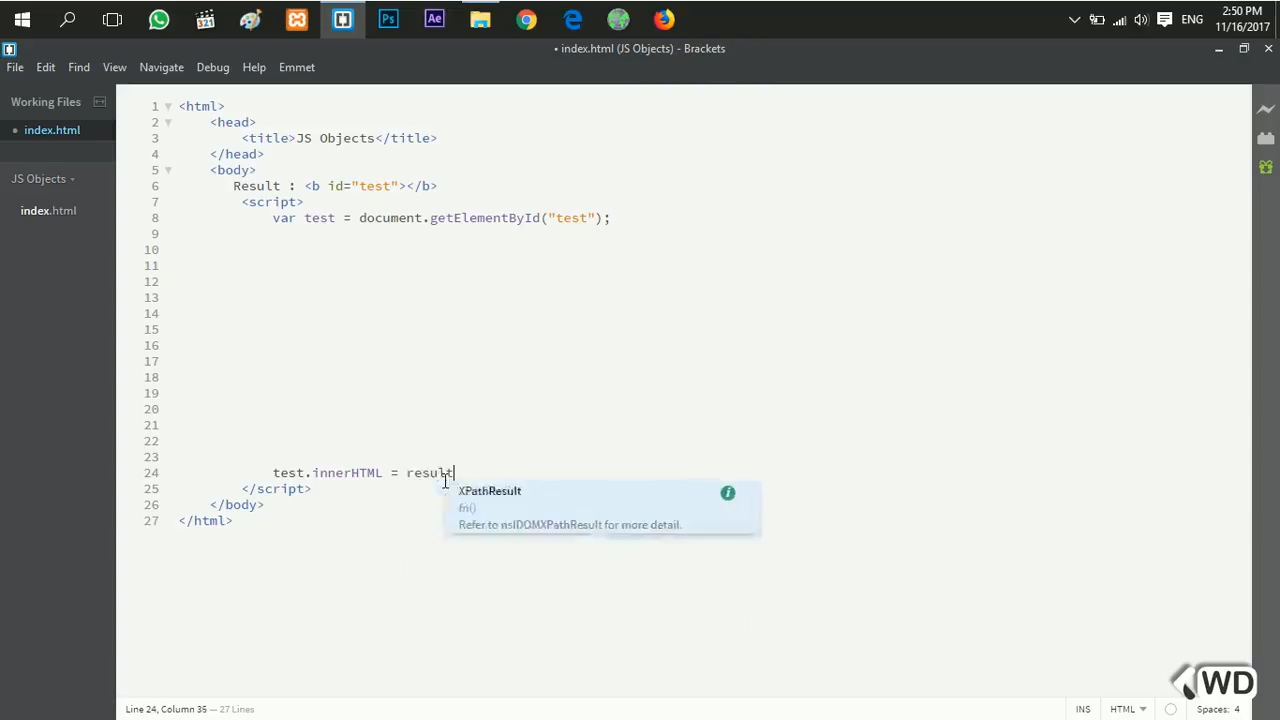 2:50 PM
ENG
11/16/2017
• index.html (JS Objects) - Brackets
File Edit Find View Navigate Debug Help Emmet
Working Files
• index.html
JS Objects
index.html
1 <html>
2 <head>
3 <title>JS Objects</title>
4 </head>
5 <body>
6 Result : <b id="test"></b>
7 <script>
8 var test = document.getElementById("test");
9
10
11
12
13
14
15
16
17
18
19
20
21
22
23
24 test.innerHTML = result
25 </script>
26 </body>
27 </html>
XPathResult
fn()
Refer to nsIDOMXPathResult for more detail.
WD
Line 24, Column 35 — 27 Lines
INS HTML Spaces: 4
Ps
Ae
321